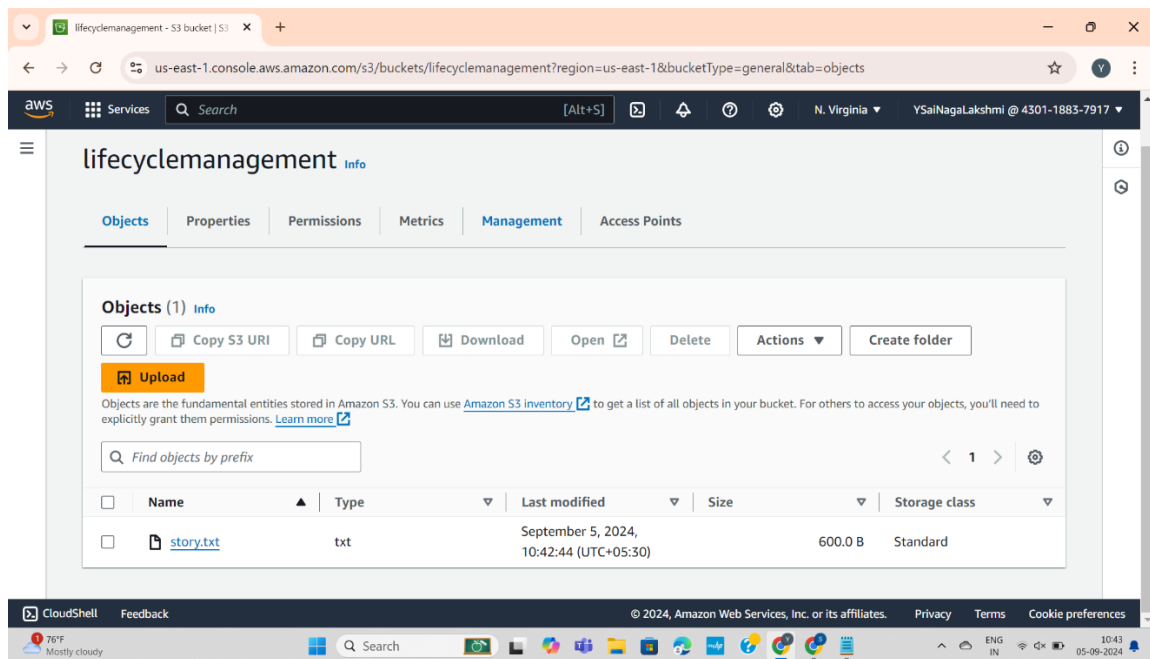 lifecyclemanagement - S3 bucket | S3
us-east-1.console.aws.amazon.com/s3/buckets/lifecyclemanagement?region=us-east-1&bucketType=general&tab=objects
Y
aws Services Search [Alt+S] N. Virginia ▼ YSaiNagaLakshmi @ 4301-1883-7917 ▼
lifecyclemanagement Info
Objects Properties Permissions Metrics Management Access Points
Objects (1) Info
Copy S3 URI Copy URL Download Open Delete Actions ▼ Create folder
Upload
Objects are the fundamental entities stored in Amazon S3. You can use Amazon S3 inventory to get a list of all objects in your bucket. For others to access your objects, you'll need to
explicitly grant them permissions. Learn more
Find objects by prefix < 1 >
Name Type Last modified Size Storage class
story.txt txt September 5, 2024, 10:42:44 (UTC+05:30) 600.0 B Standard
CloudShell Feedback © 2024, Amazon Web Services, Inc. or its affiliates. Privacy Terms Cookie preferences
1 76°F Mostly cloudy Search ENG IN 10:43 05-09-2024